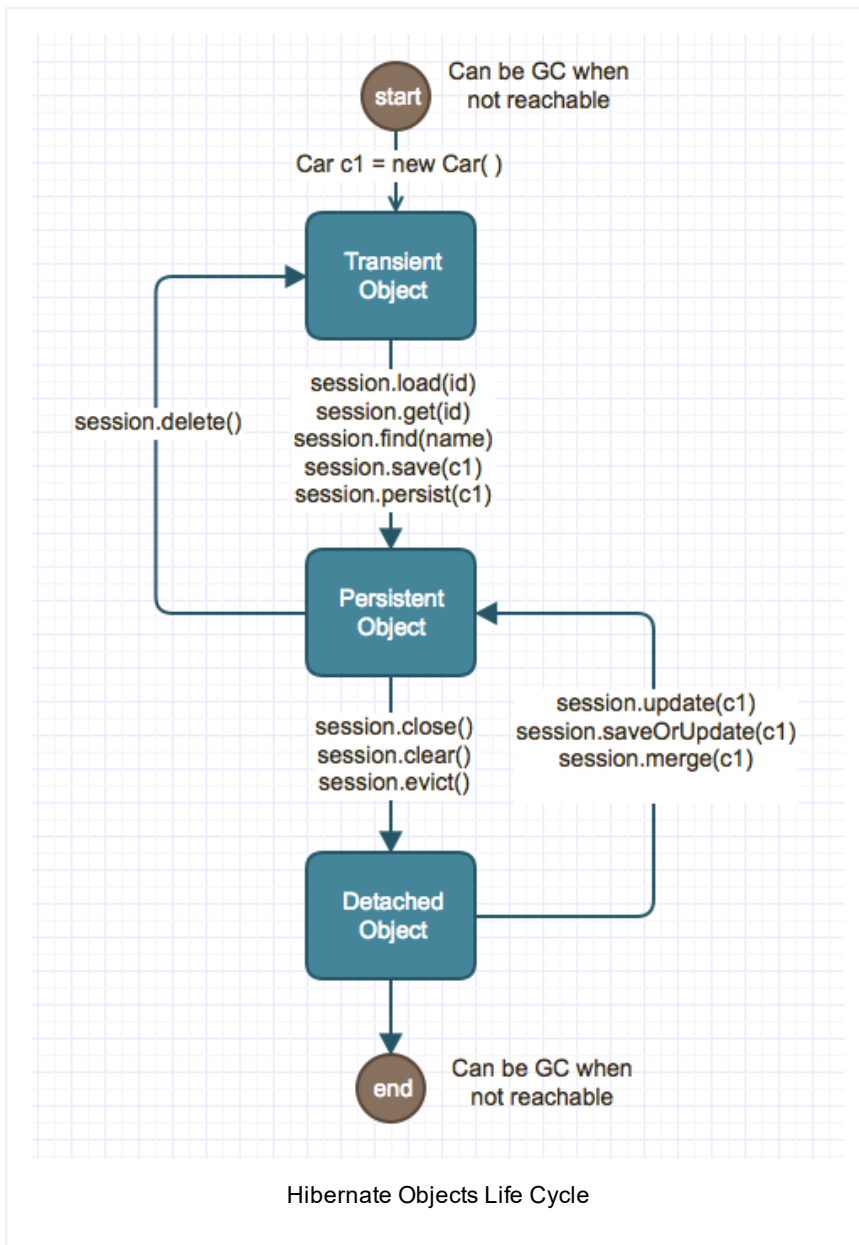 start
Can be GC when
not reachable
Car c1 = new Car( )
Transient
Object
session.load(id)
session.get(id)
session.find(name)
session.save(c1)
session.persist(c1)
session.delete()
Persistent
Object
session.close()
session.clear()
session.evict()
session.update(c1)
session.saveOrUpdate(c1)
session.merge(c1)
Detached
Object
end
Can be GC when
not reachable
Hibernate Objects Life Cycle